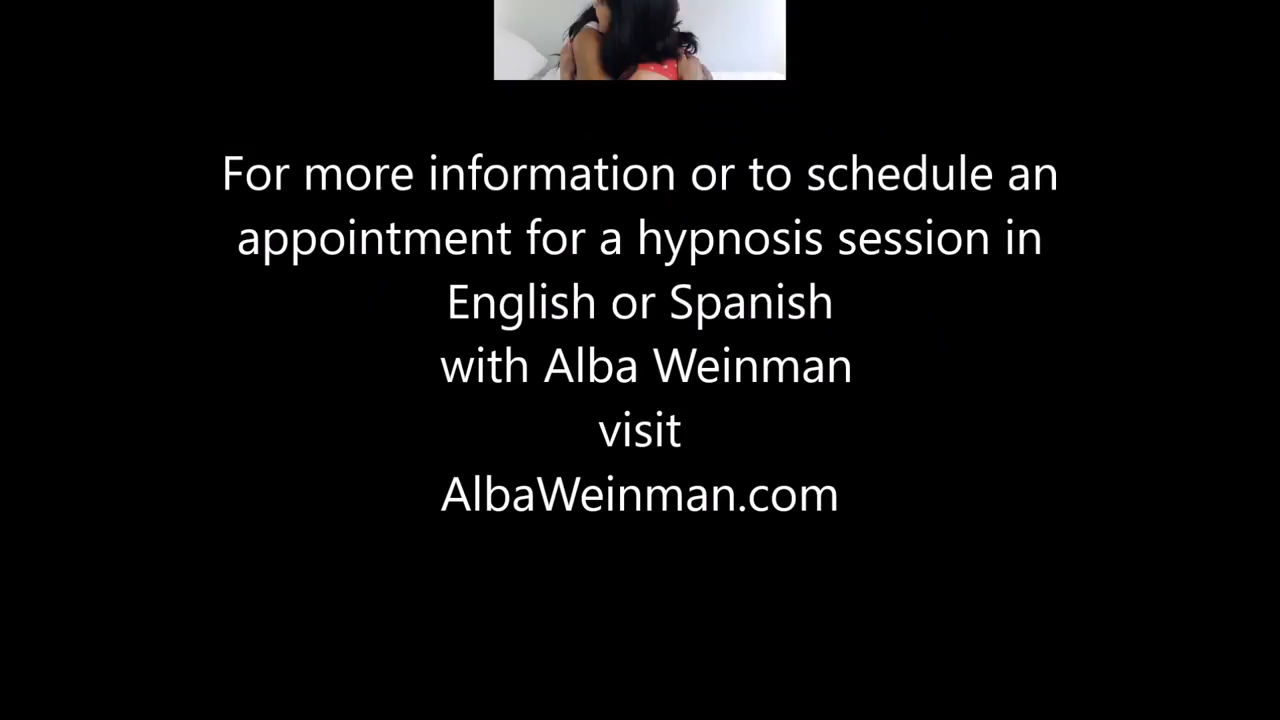 For more information or to schedule an
appointment for a hypnosis session in
English or Spanish
with Alba Weinman
visit
AlbaWeinman.com